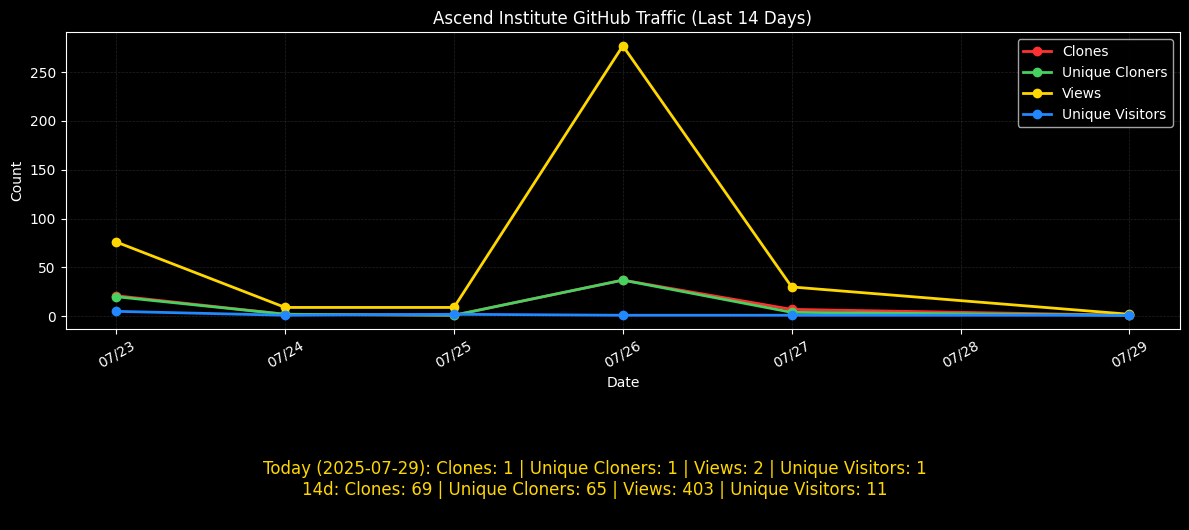 Ascend Institute GitHub Traffic (Last 14 Days)
Clones
Unique Cloners
Views
Unique Visitors
Count
250
200
150
100
50
0
07/23
07/24
07/25
07/26
07/27
07/28
07/29
Date
Today (2025-07-29): Clones: 1 | Unique Cloners: 1 | Views: 2 | Unique Visitors: 1
14d: Clones: 69 | Unique Cloners: 65 | Views: 403 | Unique Visitors: 11